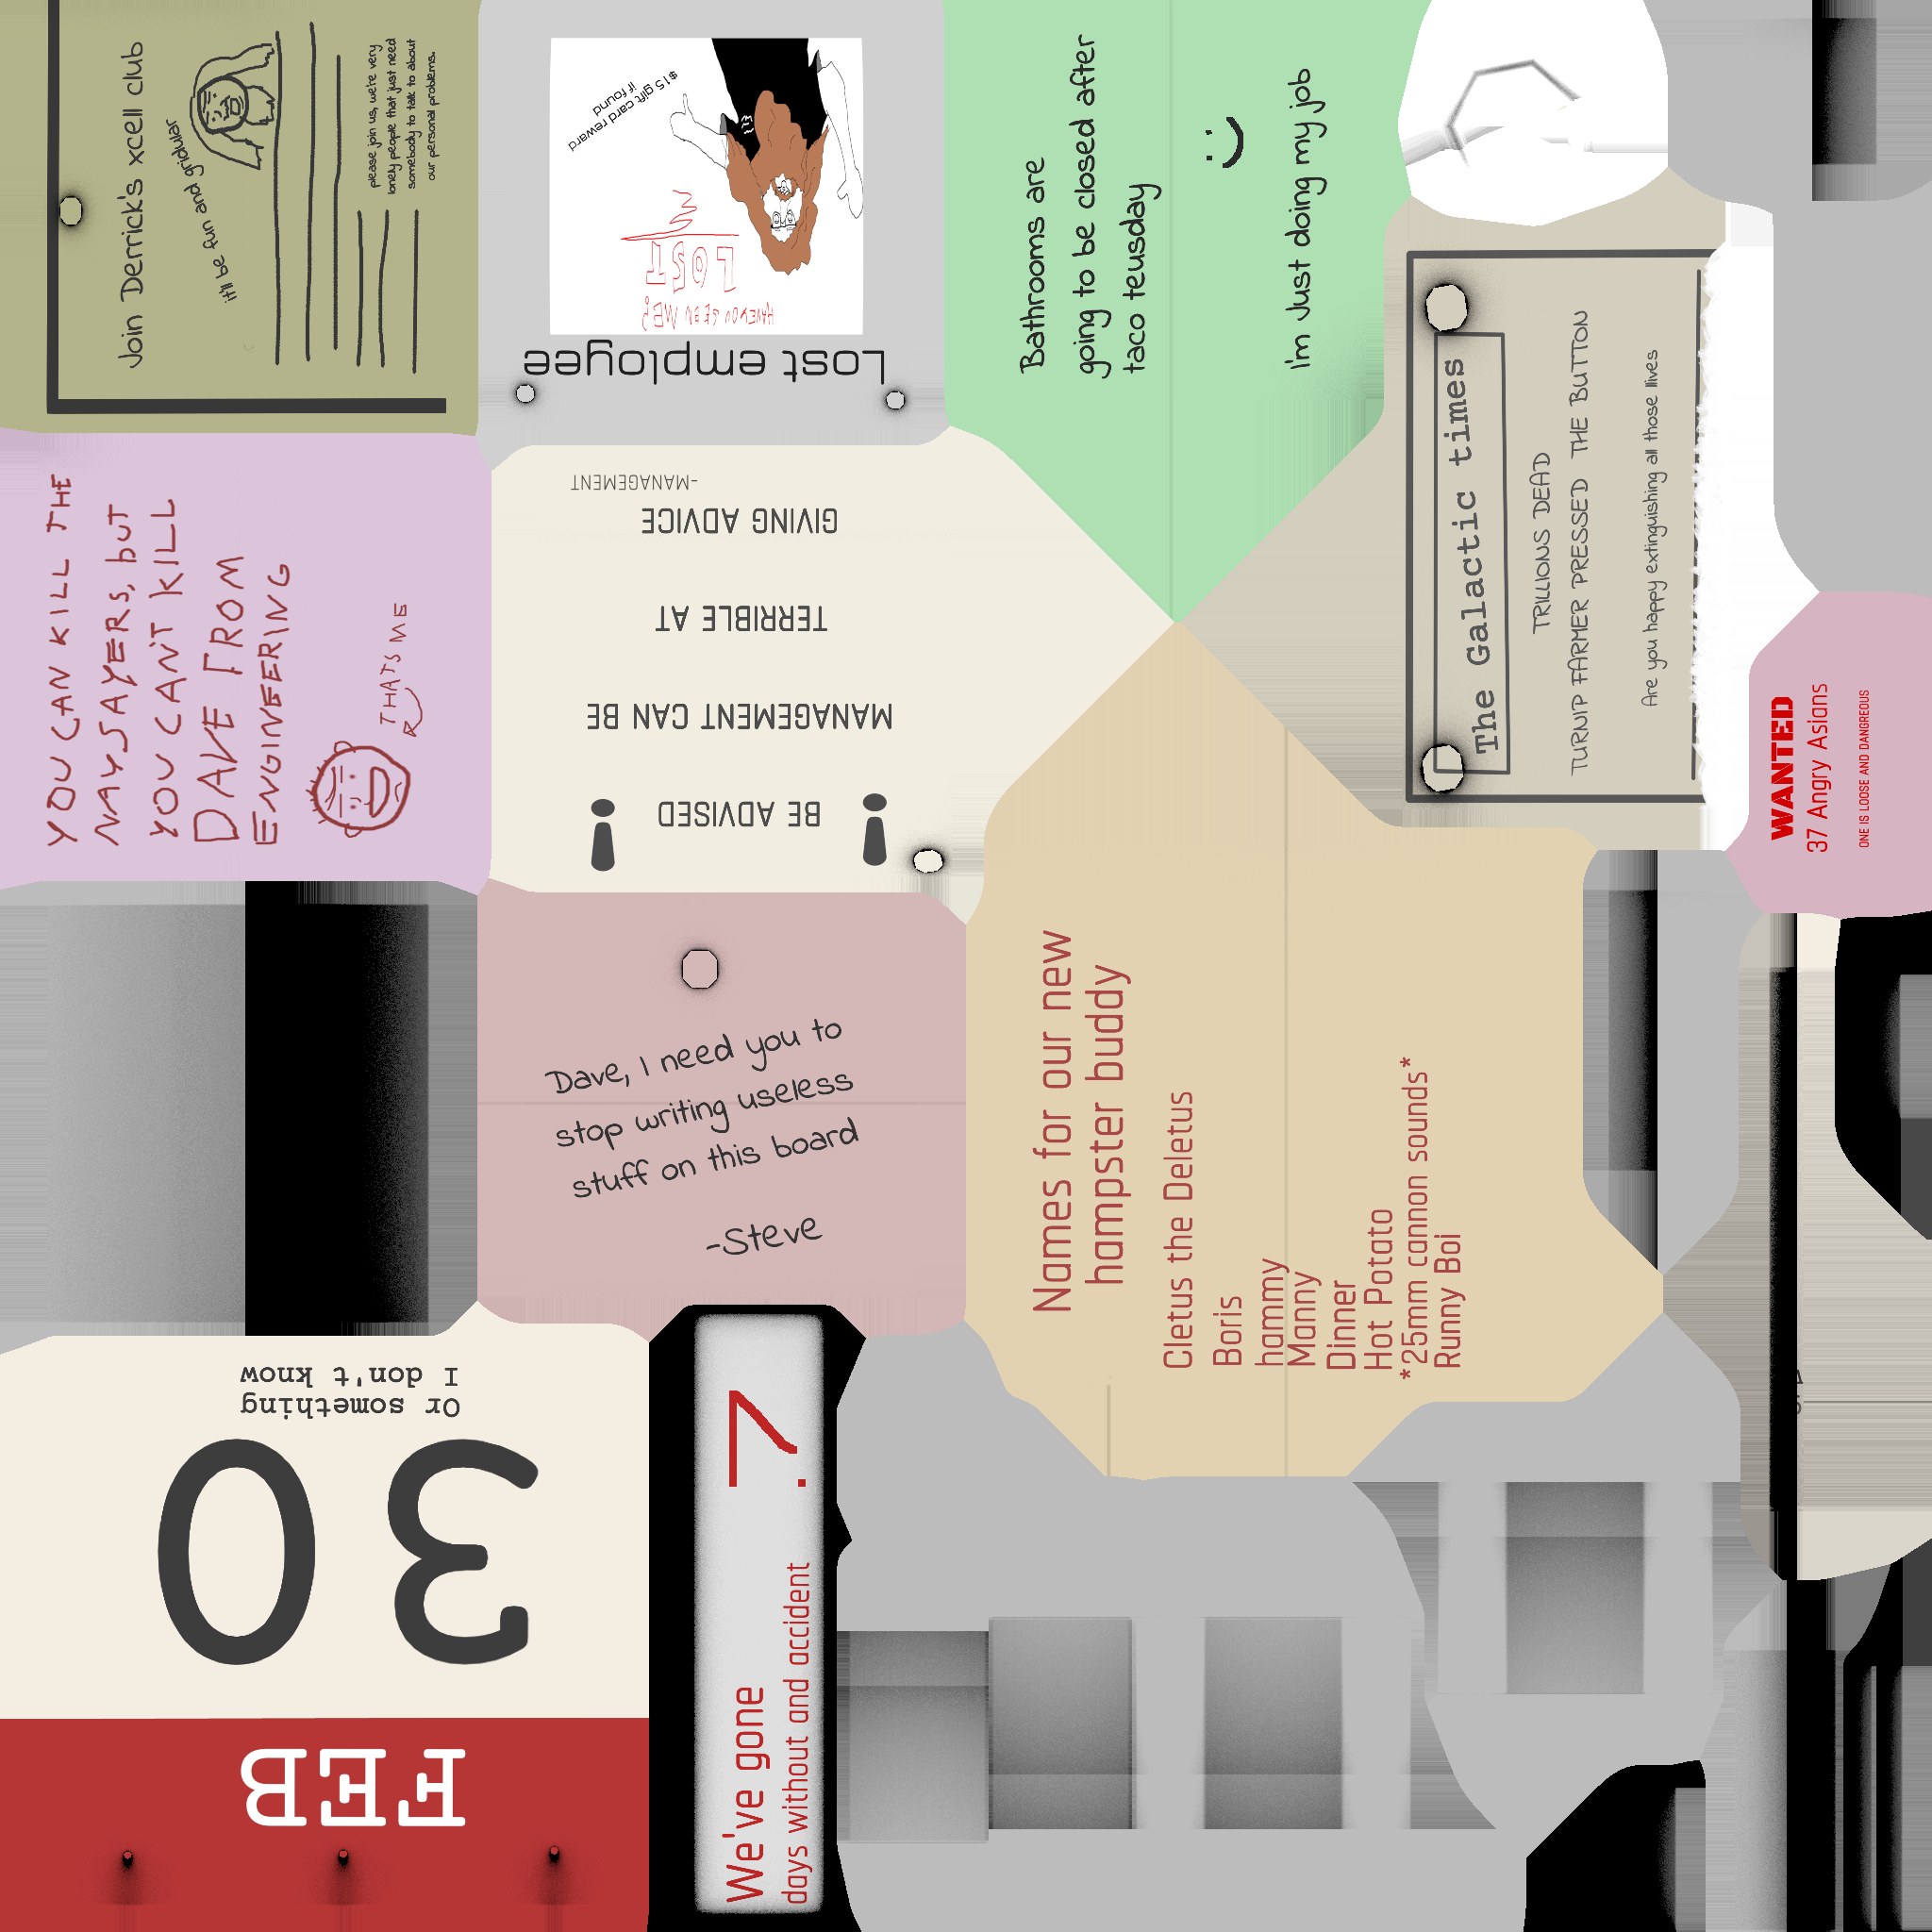 Join Derrick's xcell club
it'll be fun and gridular
please join us, we're very
lonely people that just need
somebody to talk to about
our personal problems.
Lost employee
HAVE YOU SEEN ME?
LOST
$15 gift card reward
if found
Bathrooms are
going to be closed after
taco teusday
:)
I'm Just doing my job
The Galactic times
TRILLIONS DEAD
TURNIP FARMER PRESSED THE BUTTON
Are you happy extinguishing all those lives
YOU CAN KILL THE
NAYSAYERS, but
YOU CAN'T KILL
DAVE FROM
ENGINEERING
THATS ME
BE ADVISED
MANAGEMENT CAN BE
TERRIBLE AT
GIVING ADVICE
-MANAGEMENT
WANTED
37 Angry Asians
ONE IS LOOSE AND DANGREOUS
Dave, I need you to
stop writing useless
stuff on this board
-Steve
Names for our new
hampster buddy
Cletus the Deletus
Boris
hammy
Manny
Dinner
Hot Potato
*25mm cannon sounds*
Runny Boi
FEB
30
Or something
I don't know
We've gone
days without and accident